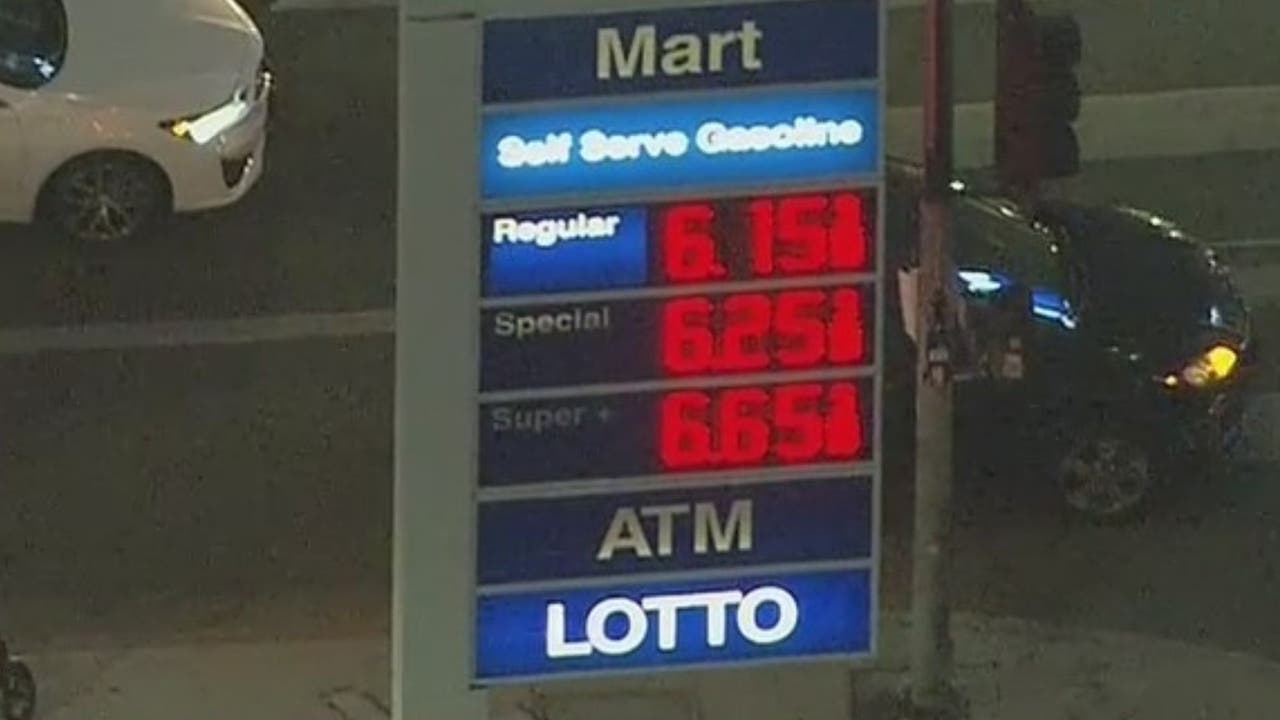 Mart
Self Serve Gasoline
Regular 6.15
Special 6.25
Super + 6.65
ATM
LOTTO